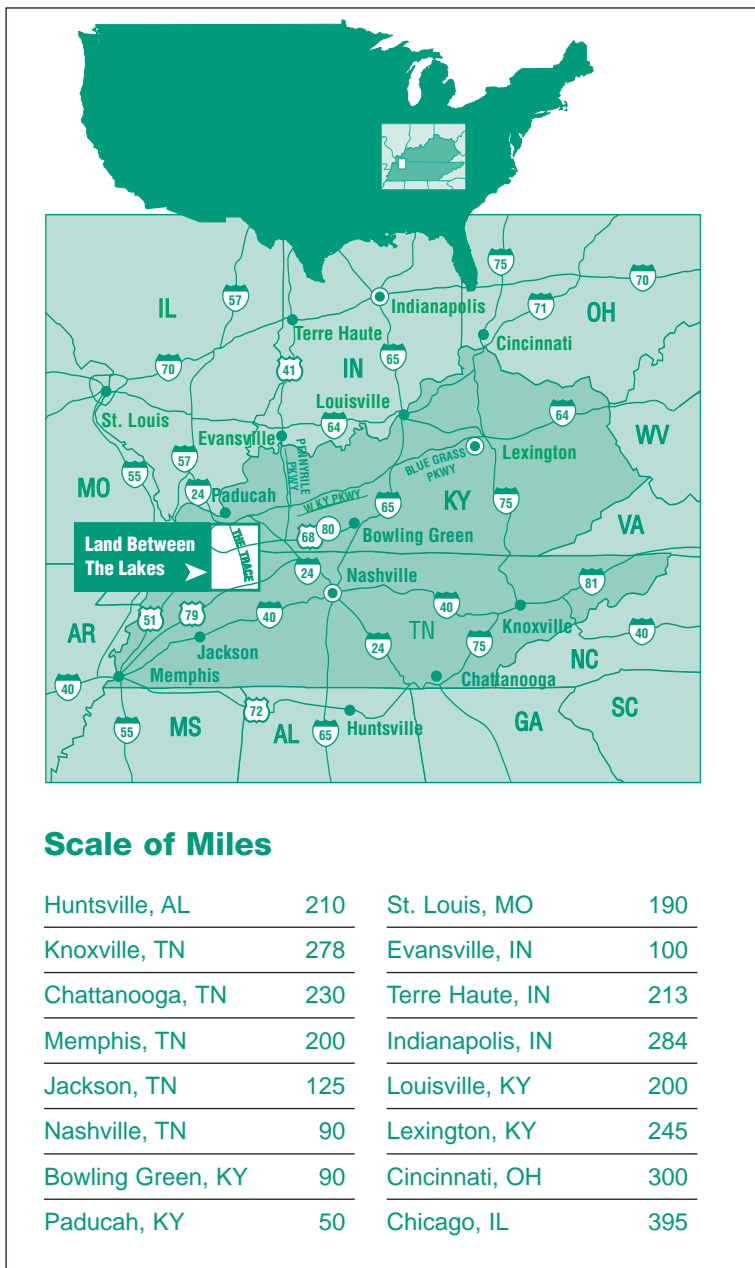 75
70
57
IL
Indianapolis
71
OH
Terre Haute
Cincinnati
65
70
41
IN
Louisville
St. Louis
64
64
Evansville
WV
Lexington
57
PENNYRILE
PKWY
BLUE GRASS
PKWY
55
MO
24
Paducah
W KY PKWY
65
KY
75
VA
68
80
Bowling Green
Land Between
The Lakes
THE TRACE
24
Nashville
81
51
79
40
40
Knoxville
AR
TN
40
Jackson
24
75
NC
Memphis
Chattanooga
40
72
SC
55
MS
AL
65
Huntsville
GA
Scale of Miles
Huntsville, AL 210
Knoxville, TN 278
Chattanooga, TN 230
Memphis, TN 200
Jackson, TN 125
Nashville, TN 90
Bowling Green, KY 90
Paducah, KY 50
St. Louis, MO 190
Evansville, IN 100
Terre Haute, IN 213
Indianapolis, IN 284
Louisville, KY 200
Lexington, KY 245
Cincinnati, OH 300
Chicago, IL 395